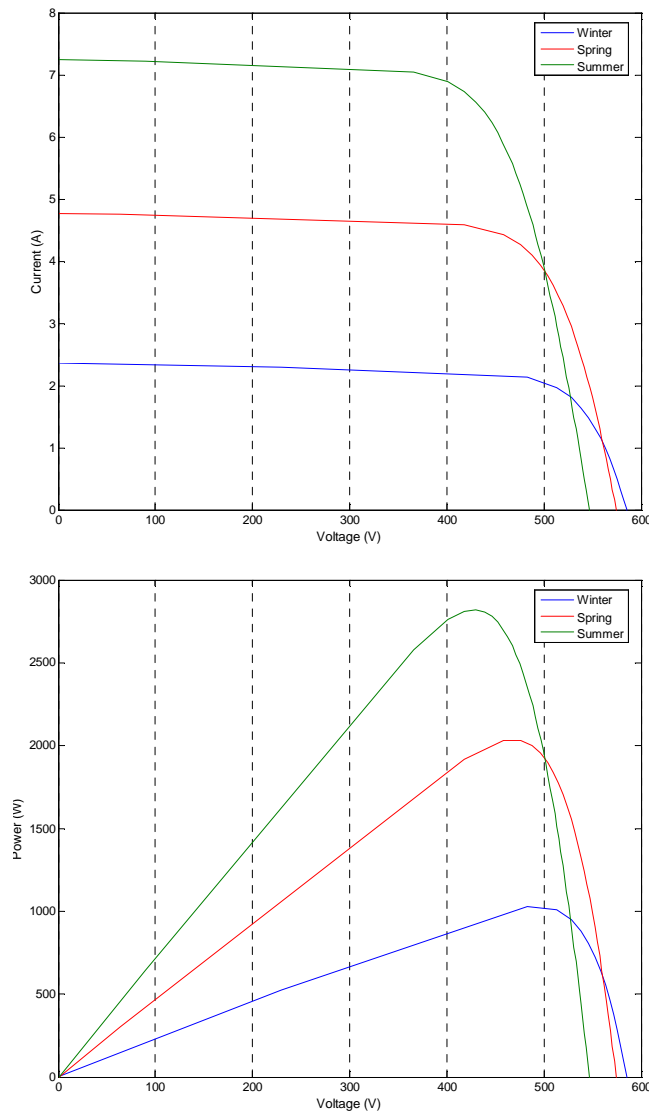 8
7
6
5
4
3
2
1
0
Current (A)
0 100 200 300 400 500 600
Voltage (V)
Winter
Spring
Summer
3000
2500
2000
1500
1000
500
0
Power (W)
0 100 200 300 400 500 600
Voltage (V)
Winter
Spring
Summer